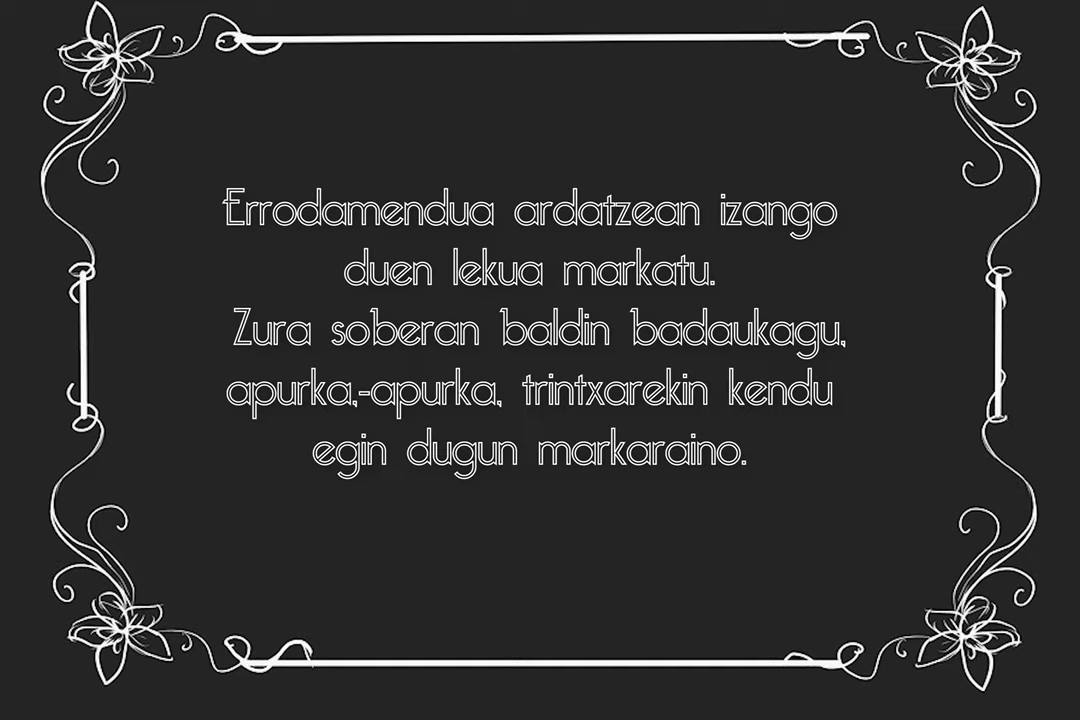 Errodamendua ardatzean izango
duen lekua markatu.
Zura soberan baldin badaukagu,
apurka,-apurka, trintxarekin kendu
egin dugun markaraino.